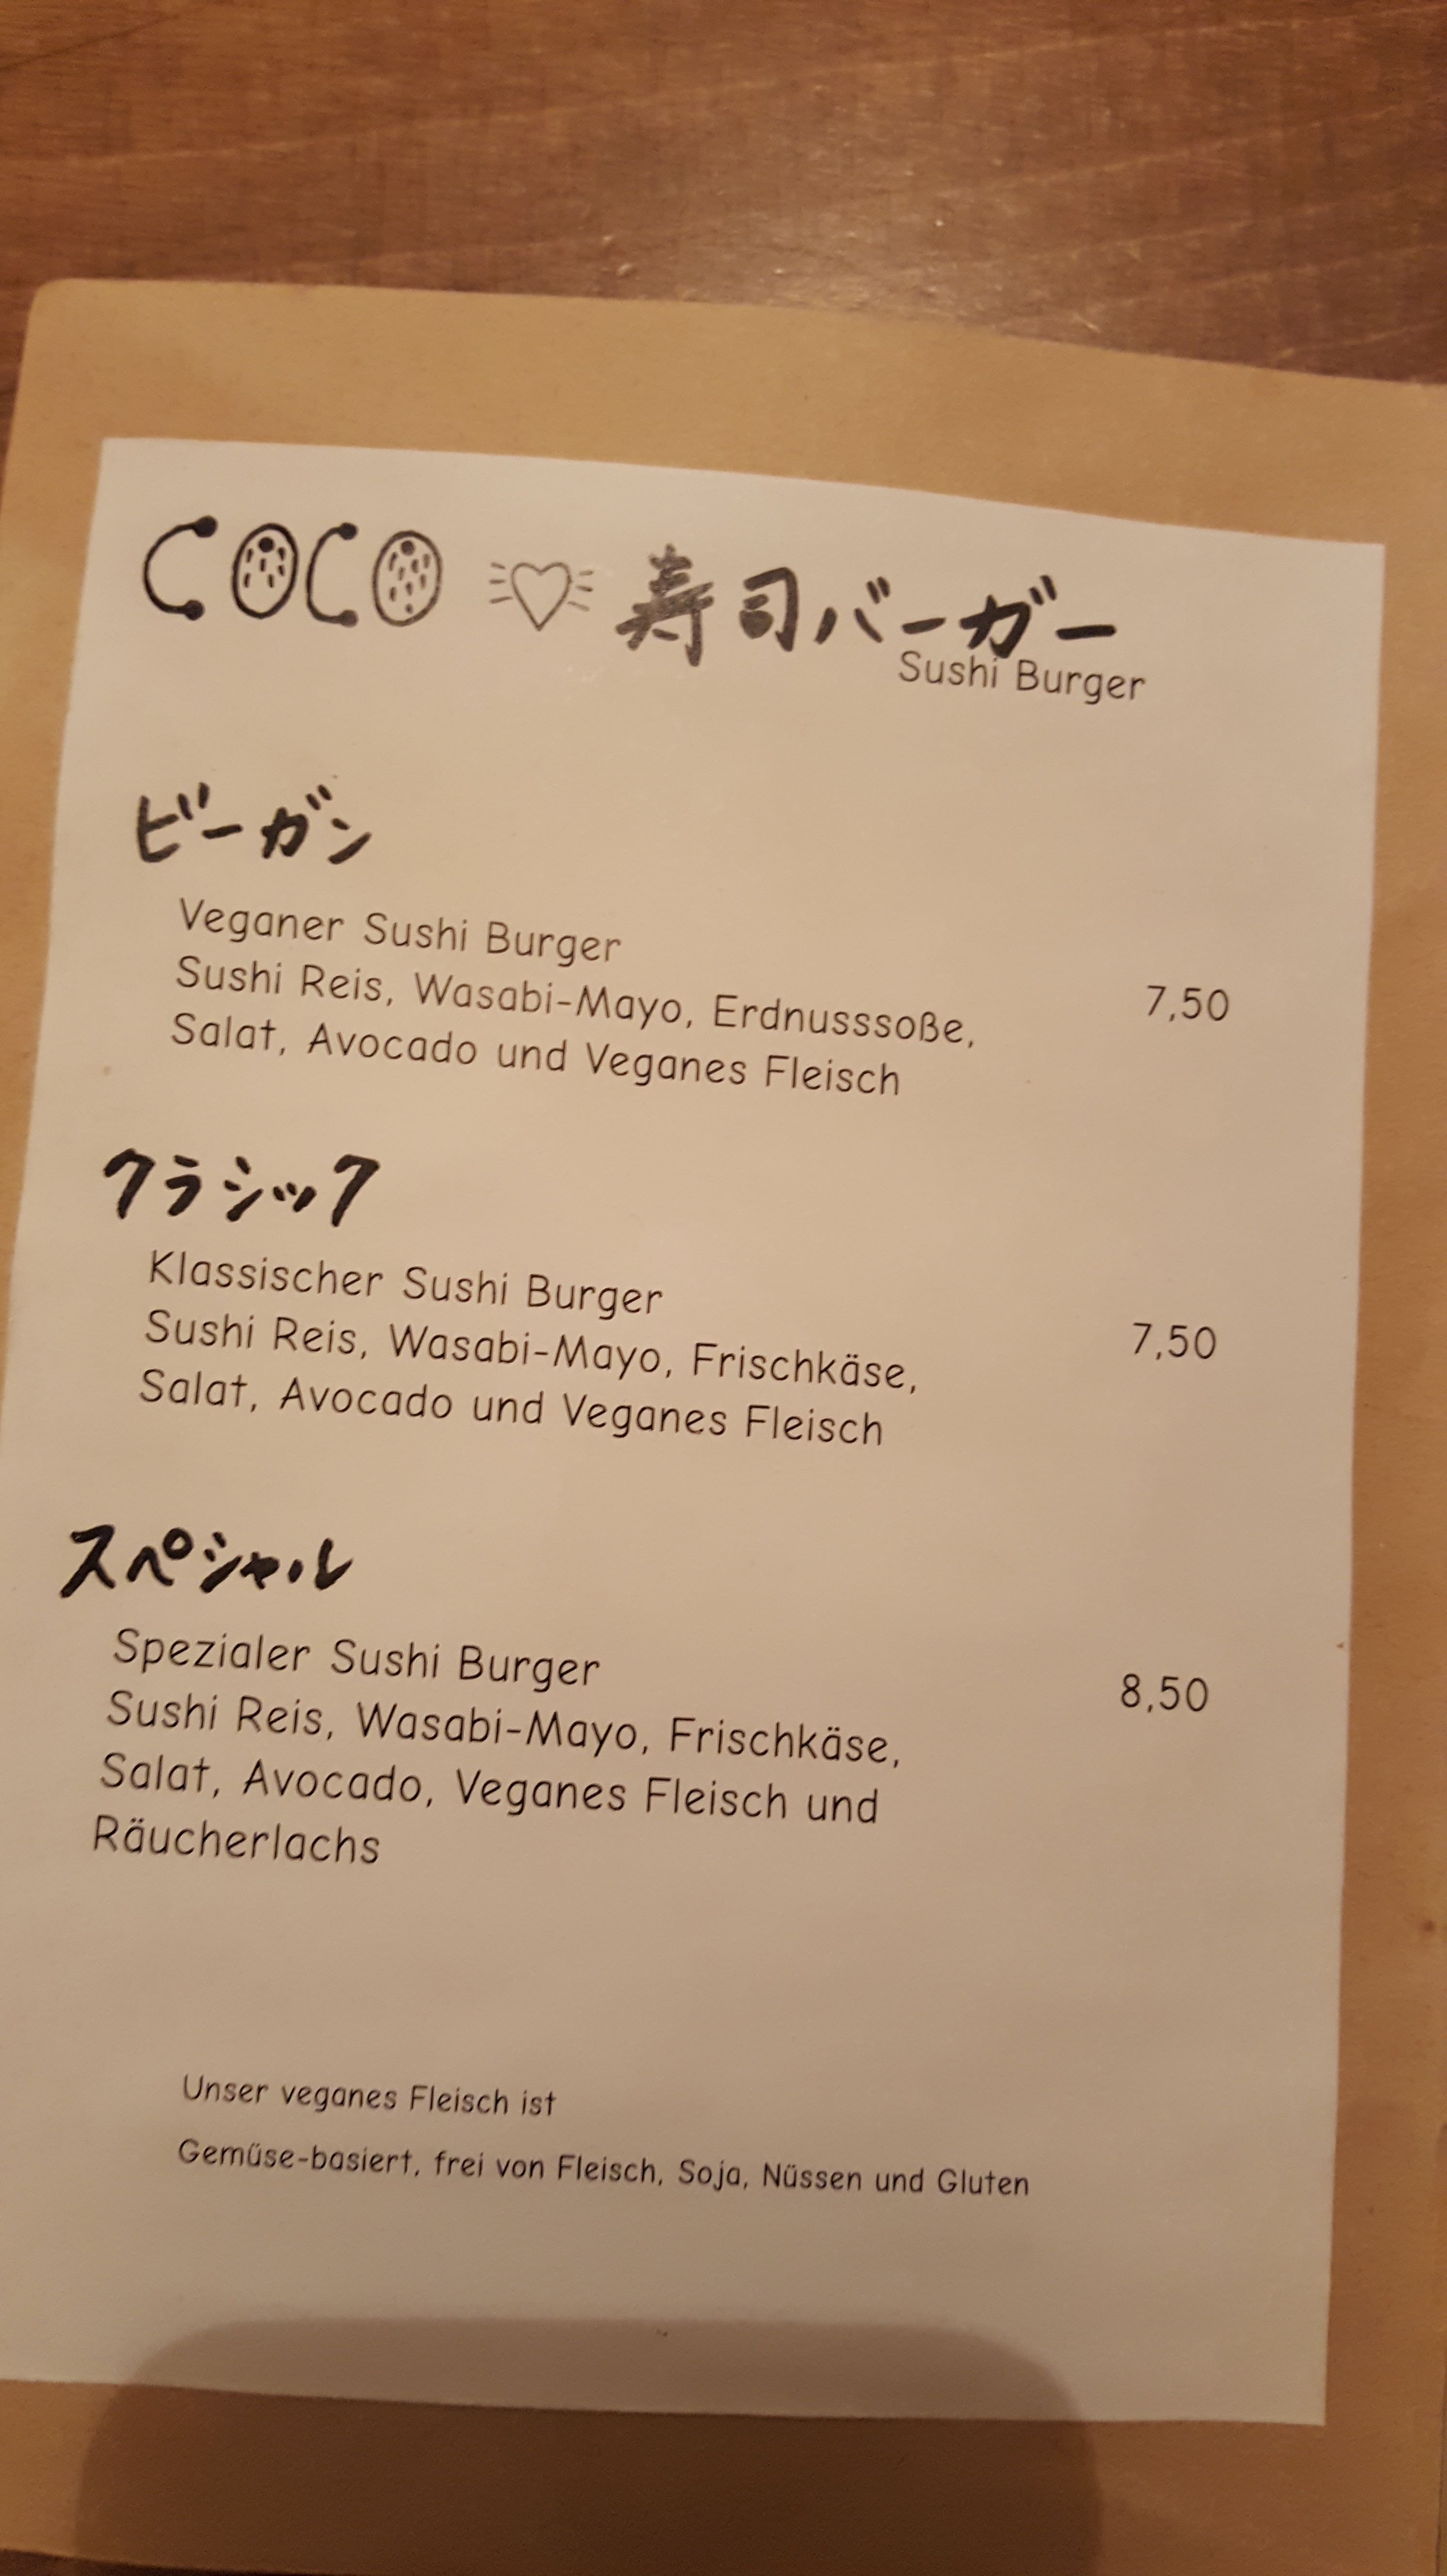 COCO 寿司バーガー
Sushi Burger
ビーガン
Veganer Sushi Burger
Sushi Reis, Wasabi-Mayo, Erdnusssoße, 7,50
Salat, Avocado und Veganes Fleisch
クラシック
Klassischer Sushi Burger
Sushi Reis, Wasabi-Mayo, Frischkäse, 7,50
Salat, Avocado und Veganes Fleisch
スペシャル
Spezialer Sushi Burger 8,50
Sushi Reis, Wasabi-Mayo, Frischkäse,
Salat, Avocado, Veganes Fleisch und
Räucherlachs
Unser veganes Fleisch ist
Gemüse-basiert, frei von Fleisch, Soja, Nüssen und Gluten